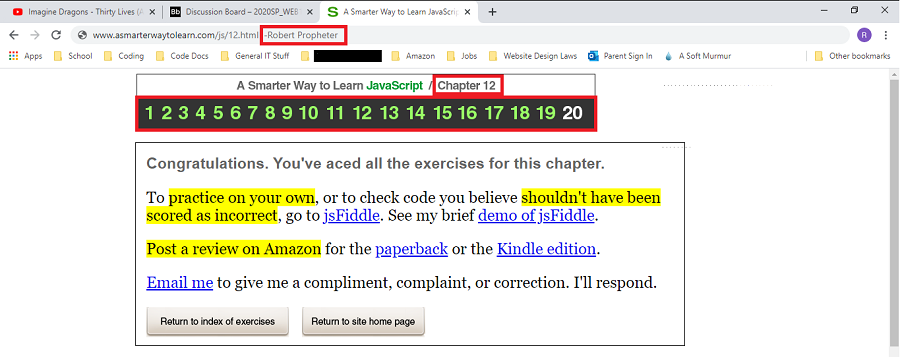 Imagine Dragons - Thirty Lives (A
Discussion Board – 2020SP_WEB
A Smarter Way to Learn JavaScrip
www.asmarterwaytolearn.com/js/12.html -Robert Propheter
R
Apps School Coding Code Docs General IT Stuff Amazon Jobs Website Design Laws Parent Sign In A Soft Murmur Other bookmarks
A Smarter Way to Learn JavaScript / Chapter 12
1 2 3 4 5 6 7 8 9 10 11 12 13 14 15 16 17 18 19 20
Congratulations. You've aced all the exercises for this chapter.
To practice on your own, or to check code you believe shouldn't have been
scored as incorrect, go to jsFiddle. See my brief demo of jsFiddle.
Post a review on Amazon for the paperback or the Kindle edition.
Email me to give me a compliment, complaint, or correction. I'll respond.
Return to index of exercises Return to site home page